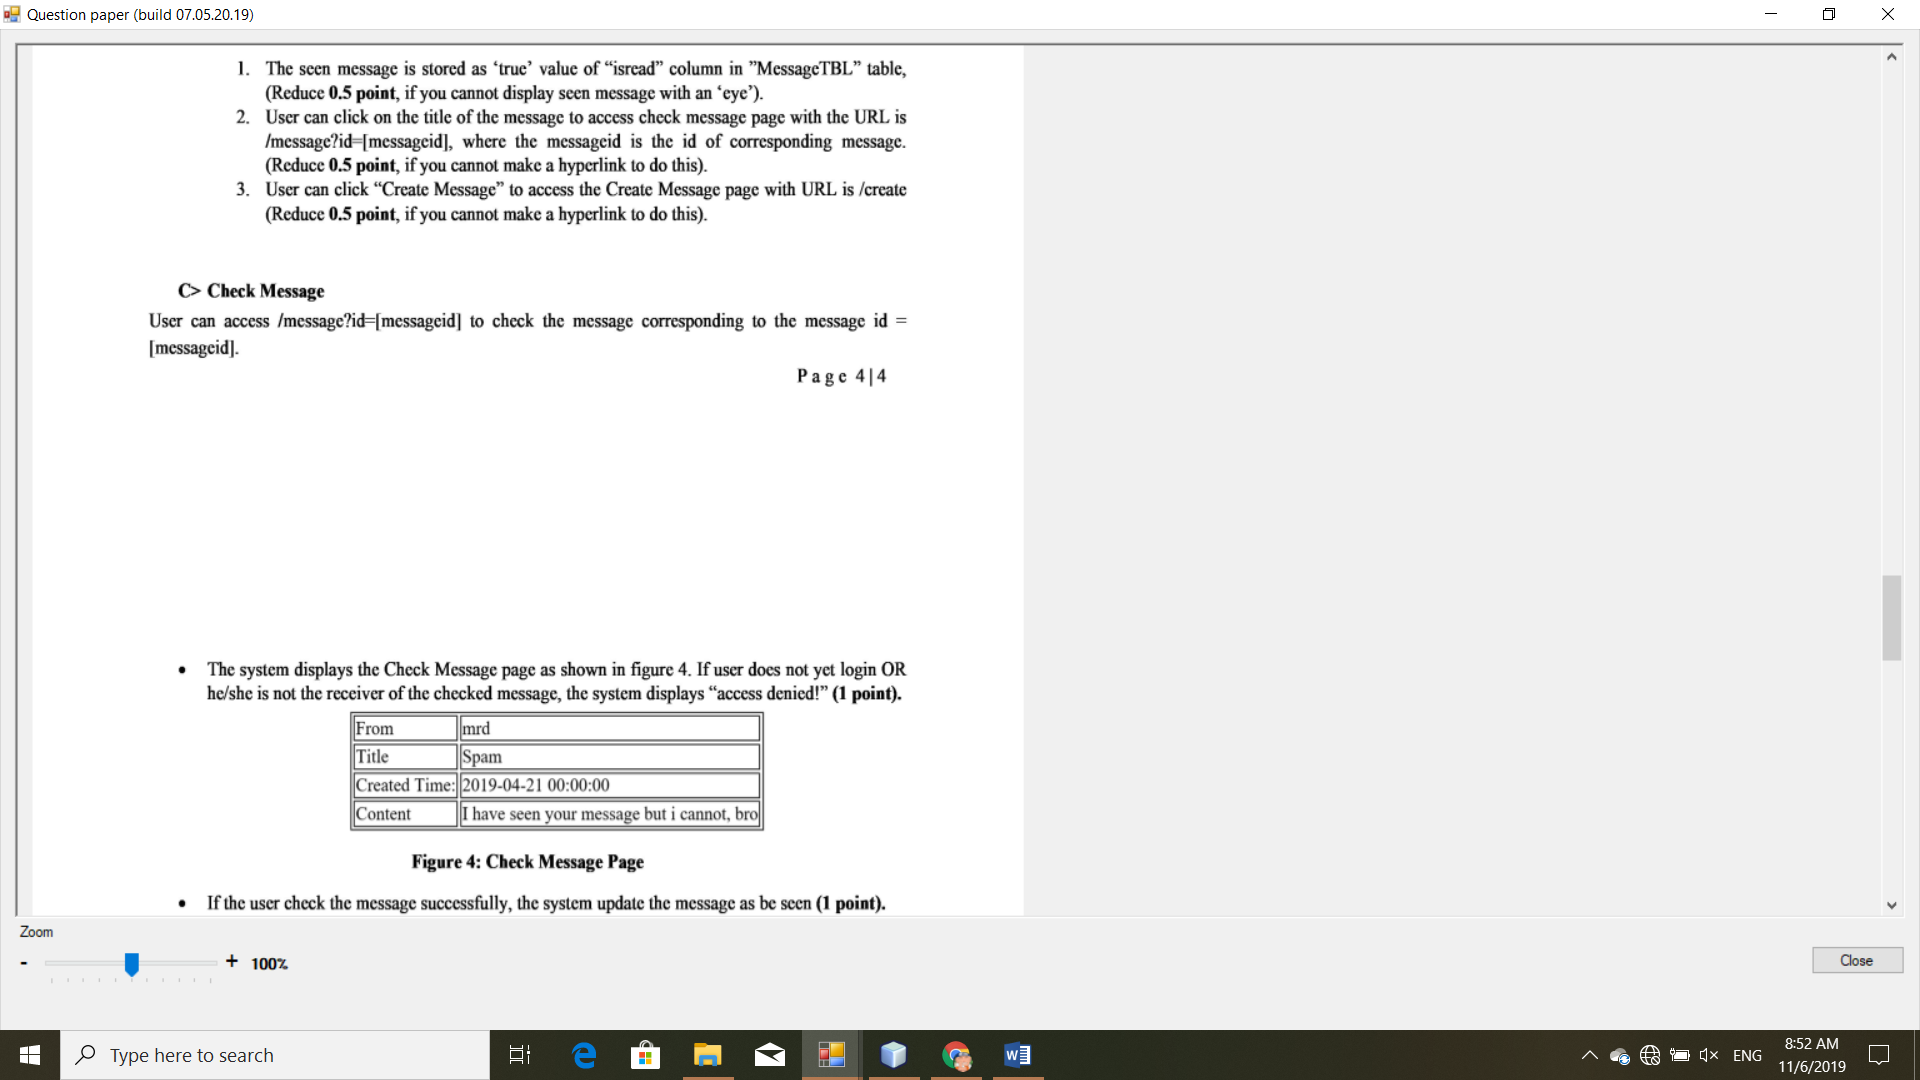 Question paper (build 07.05.20.19)
1. The seen message is stored as ‘true’ value of “isread” column in ”MessageTBL” table,
(Reduce 0.5 point, if you cannot display seen message with an ‘eye’).
2. User can click on the title of the message to access check message page with the URL is
/message?id=[messageid], where the messageid is the id of corresponding message.
(Reduce 0.5 point, if you cannot make a hyperlink to do this).
3. User can click “Create Message” to access the Create Message page with URL is /create
(Reduce 0.5 point, if you cannot make a hyperlink to do this).
C> Check Message
User can access /message?id=[messageid] to check the message corresponding to the message id =
[messageid].
Page 4|4
• The system displays the Check Message page as shown in figure 4. If user does not yet login OR
he/she is not the receiver of the checked message, the system displays “access denied!” (1 point).
From mrd
Title Spam
Created Time: 2019-04-21 00:00:00
Content I have seen your message but i cannot, bro
Figure 4: Check Message Page
• If the user check the message successfully, the system update the message as be seen (1 point).
Zoom
- + 100%
Close
Type here to search
ENG
8:52 AM
11/6/2019